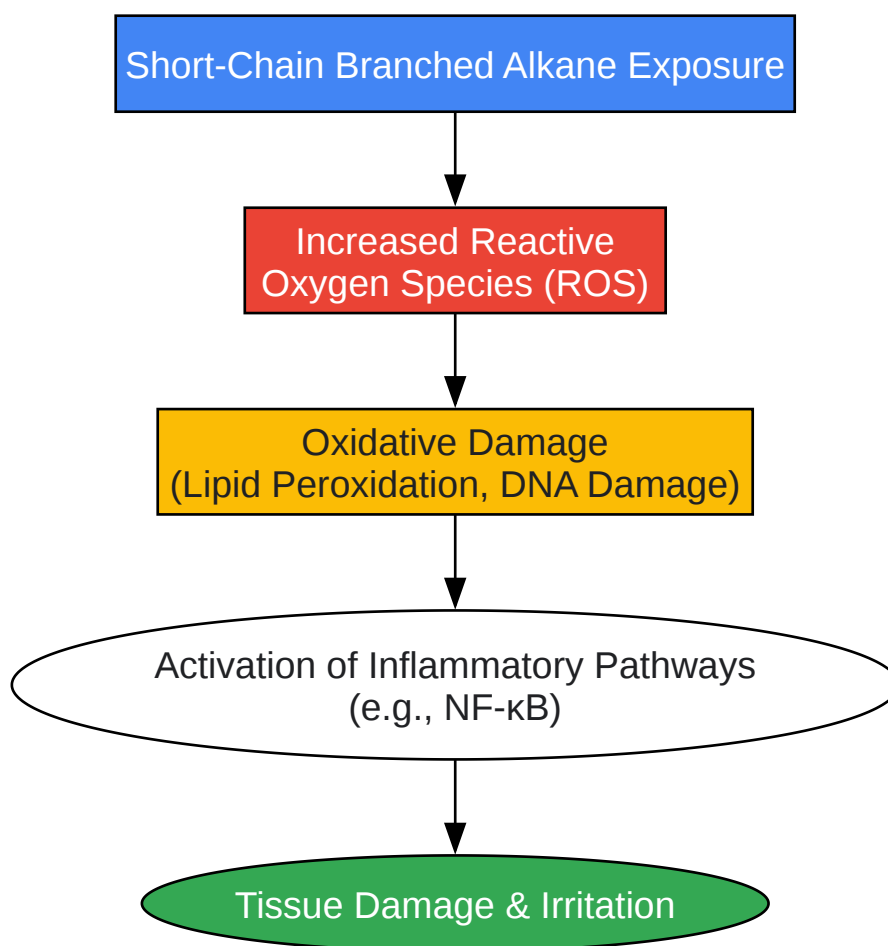 Short-Chain Branched Alkane Exposure
Increased Reactive
Oxygen Species (ROS)
Oxidative Damage
(Lipid Peroxidation, DNA Damage)
Activation of Inflammatory Pathways
(e.g., NF-κB)
Tissue Damage & Irritation